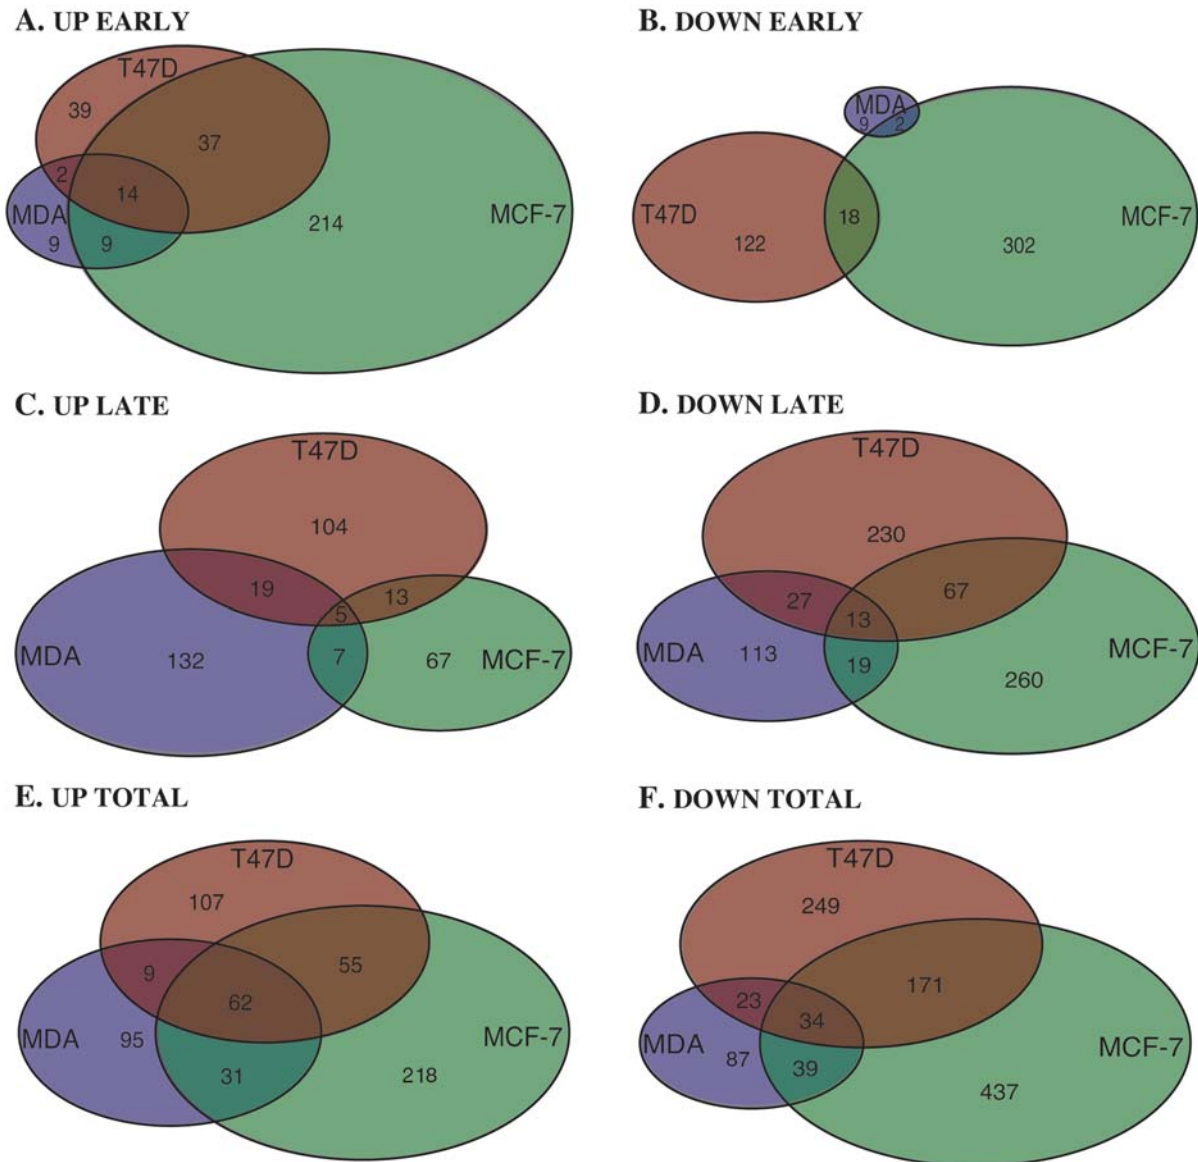 A. UP EARLY
T47D
39
37
2
14
MDA
9
9
214
MCF-7
B. DOWN EARLY
MDA
9 2
T47D
18
MCF-7
122
302
C. UP LATE
T47D
104
19
13
5
MDA
132
7
67
MCF-7
D. DOWN LATE
T47D
230
27
67
13
MDA
113
19
MCF-7
260
E. UP TOTAL
T47D
107
9
55
62
MDA
95
MCF-7
31
218
F. DOWN TOTAL
T47D
249
171
23
34
MDA
87
39
MCF-7
437